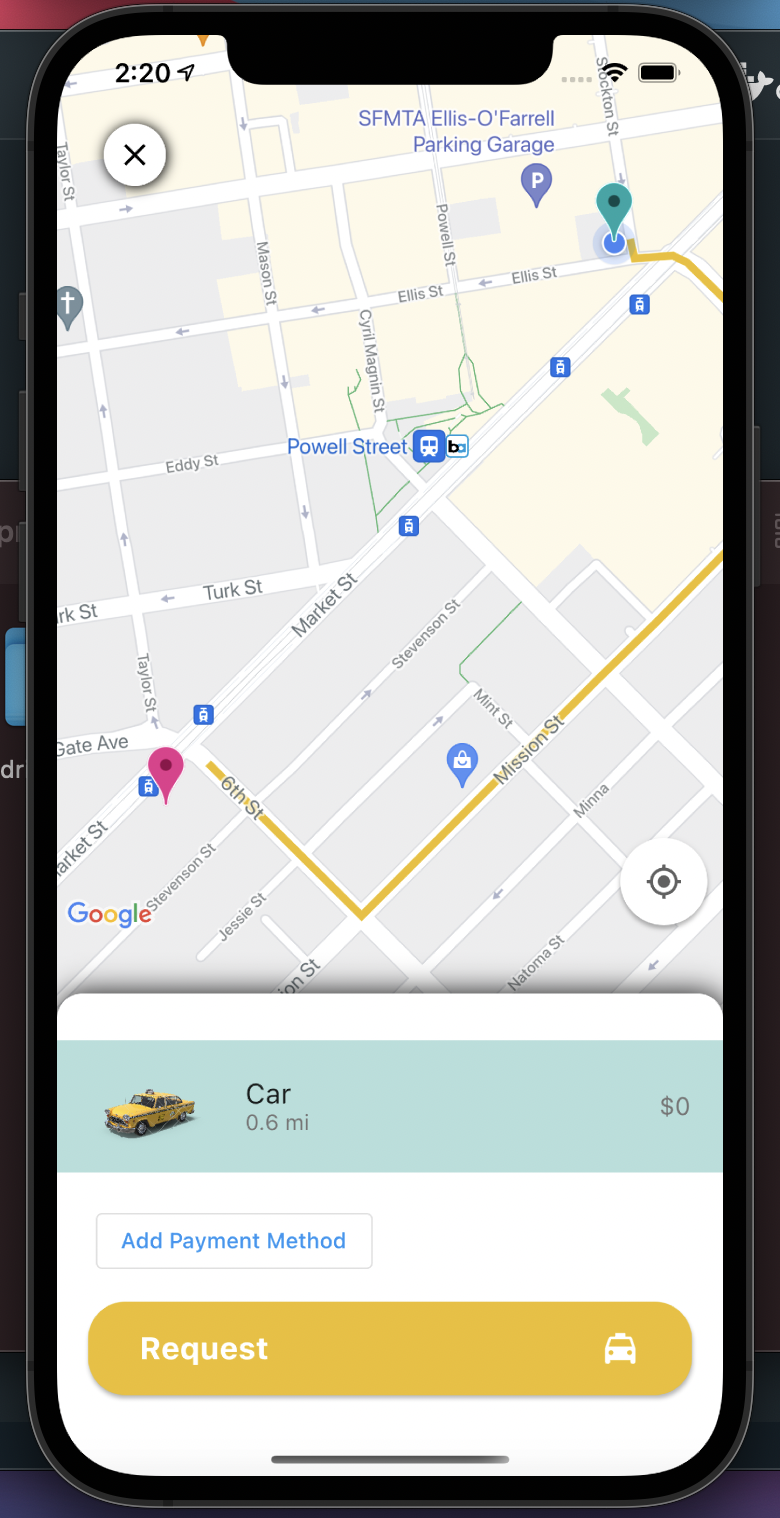 2:20
Stockton St
SFMTA Ellis-O'Farrell
Parking Garage
P
Taylor St
Powell St
Mason St
Ellis St
Ellis St
Cyril Magnin St
Powell Street
ba
Eddy St
Turk St
rk St
Market St
Stevenson St
Taylor St
Mint St
Gate Ave
Mission St
6th St
Minna
arket St
Stevenson St
Jessie St
Google
Natoma St
ion St
dr
Car
0.6 mi
$0
Add Payment Method
Request